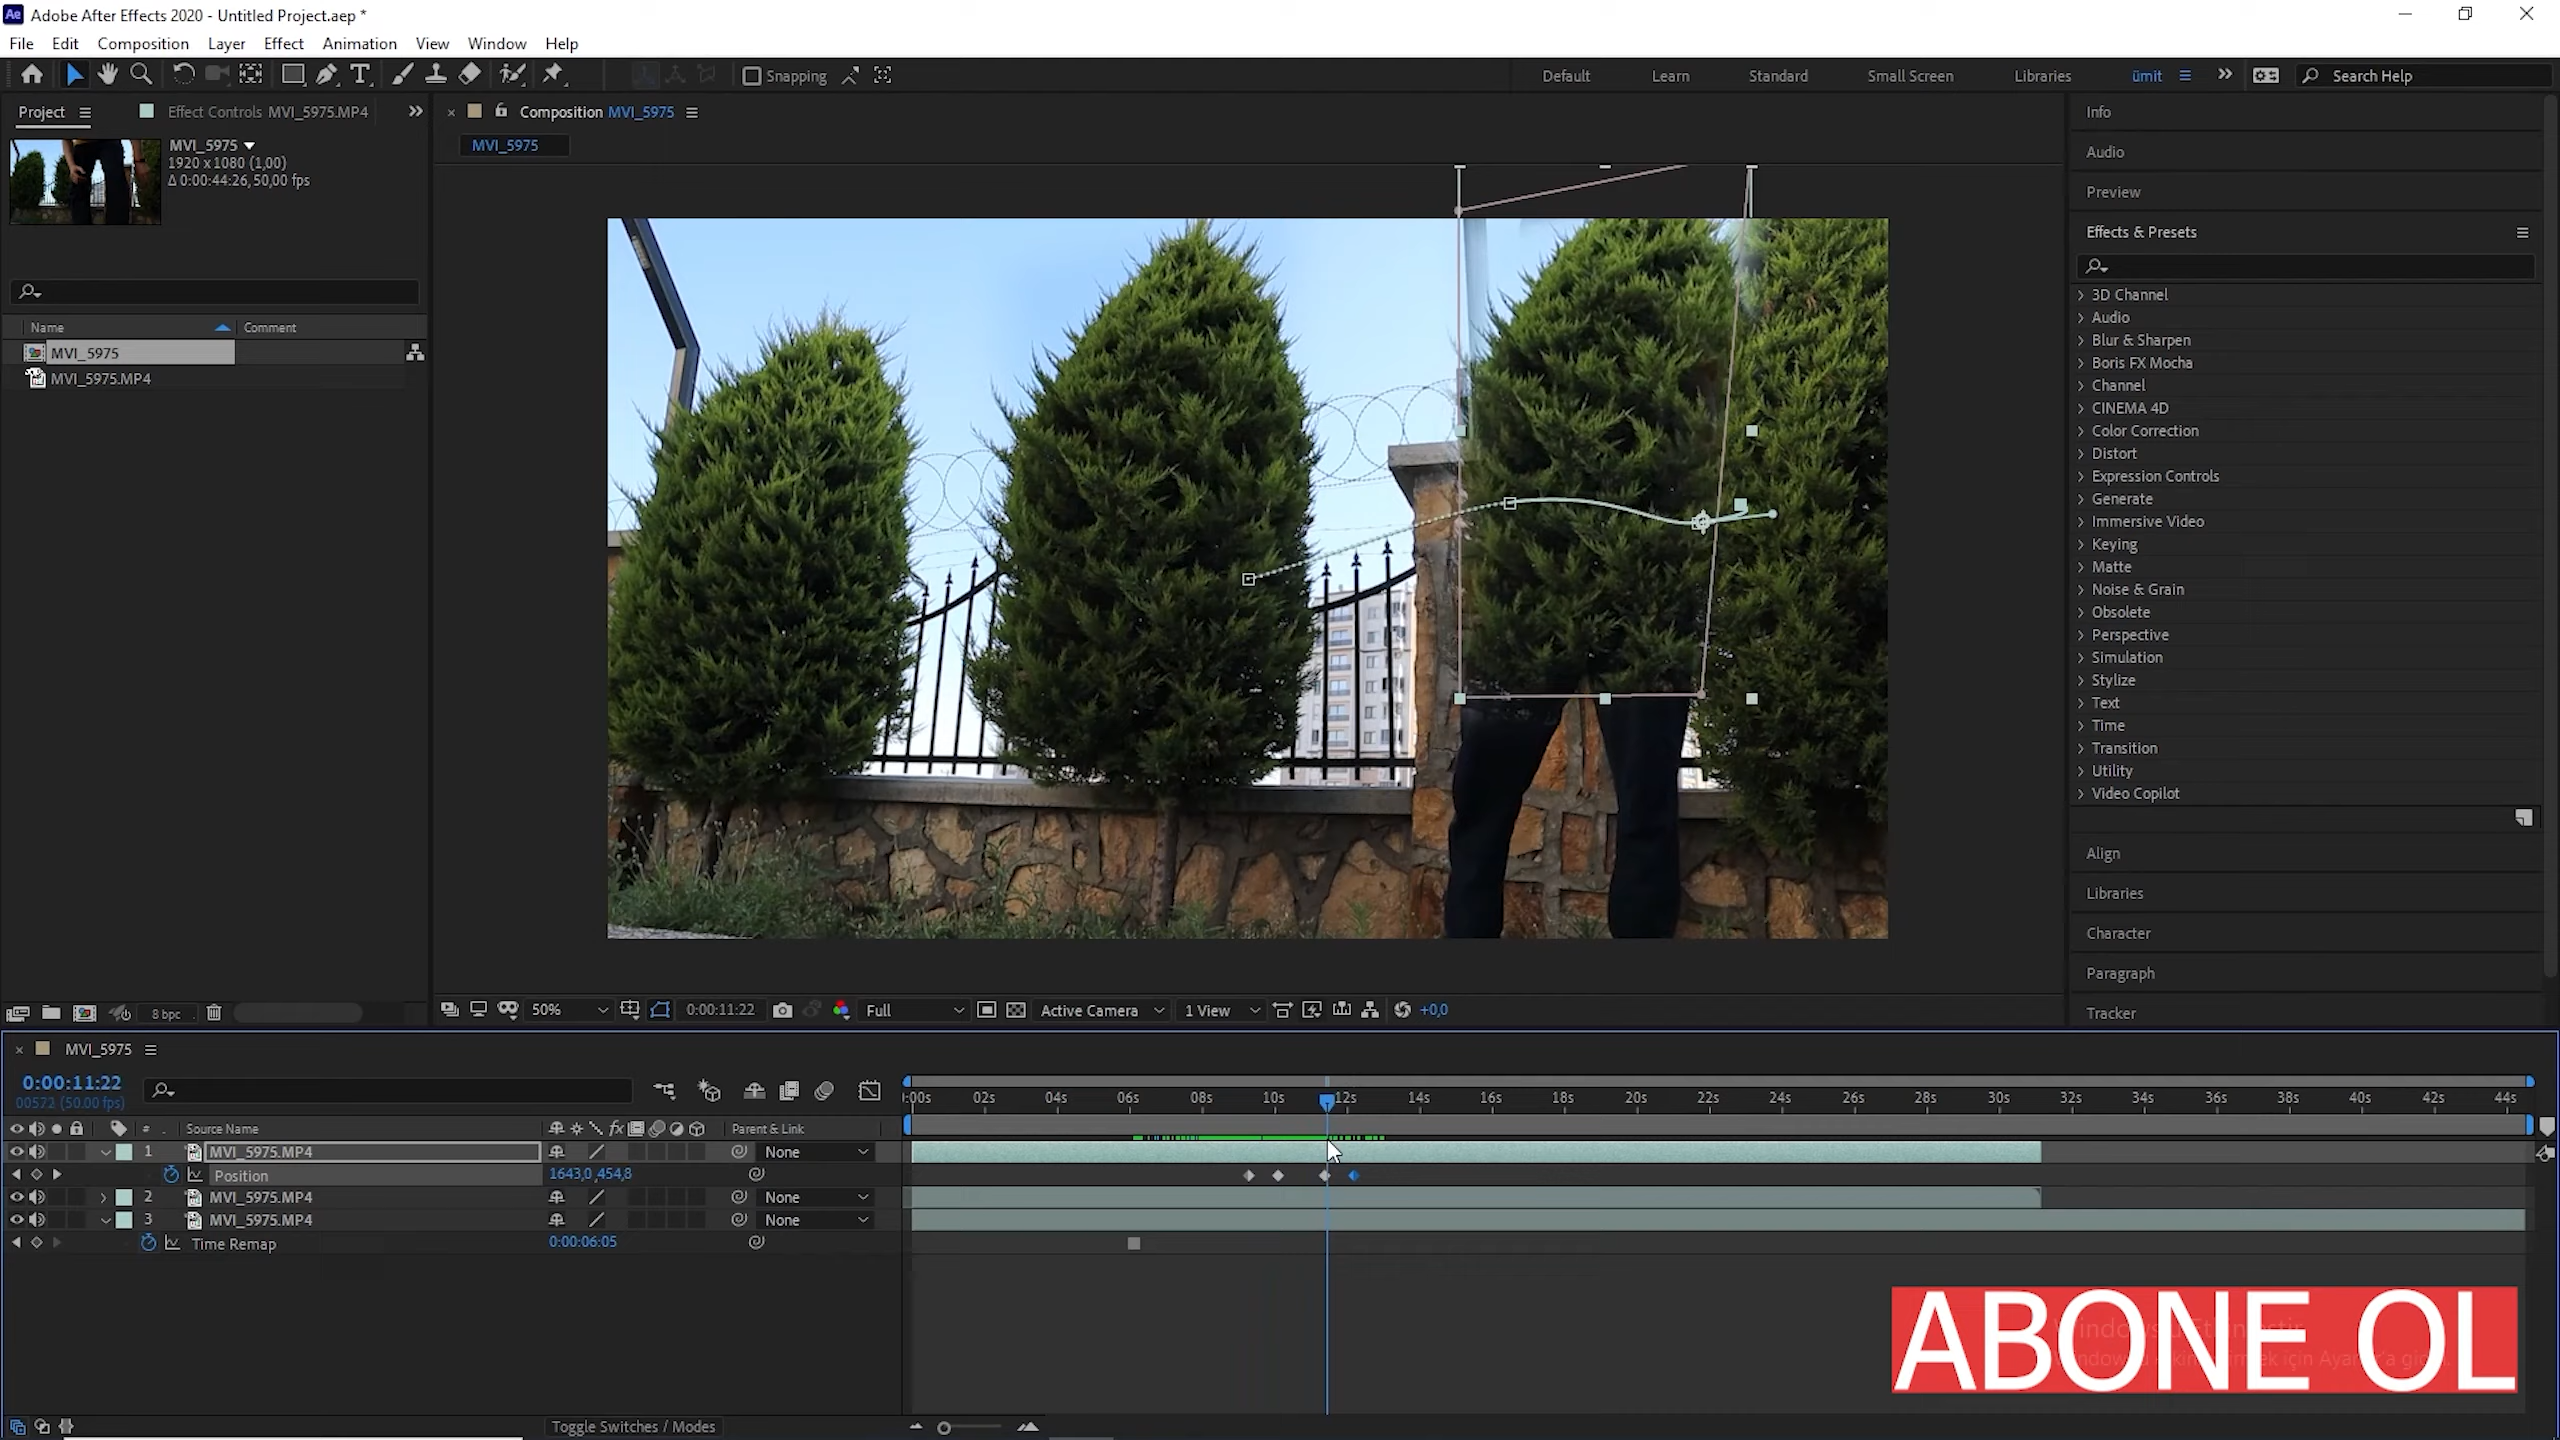 Ae Adobe After Effects 2020 - Untitled Project.aep *
File Edit Composition Layer Effect Animation View Window Help
Snapping Default Learn Standard Small Screen Libraries ümit Search Help
Project Effect Controls MVI_5975.MP4
MVI_5975
1920 x 1080 (1,00)
Δ 0:00:44:26, 50,00 fps
Name Comment
MVI_5975
MVI_5975.MP4
8 bpc
Composition MVI_5975
MVI_5975
50% 0:00:11:22 Full Active Camera 1 View +0,0
Info
Audio
Preview
Effects & Presets
3D Channel
Audio
Blur & Sharpen
Boris FX Mocha
Channel
CINEMA 4D
Color Correction
Distort
Expression Controls
Generate
Immersive Video
Keying
Matte
Noise & Grain
Obsolete
Perspective
Simulation
Stylize
Text
Time
Transition
Utility
Video Copilot
Align
Libraries
Character
Paragraph
Tracker
MVI_5975
0:00:11:22
00572 (50.00 fps)
:00s 02s 04s 06s 08s 10s 12s 14s 16s 18s 20s 22s 24s 26s 28s 30s 32s 34s 36s 38s 40s 42s 44s
# Source Name fx Parent & Link
1 MVI_5975.MP4 None
Position 1643,0 ,454,8
2 MVI_5975.MP4 None
3 MVI_5975.MP4 None
Time Remap 0:00:06:05
ABONE OL
Toggle Switches / Modes